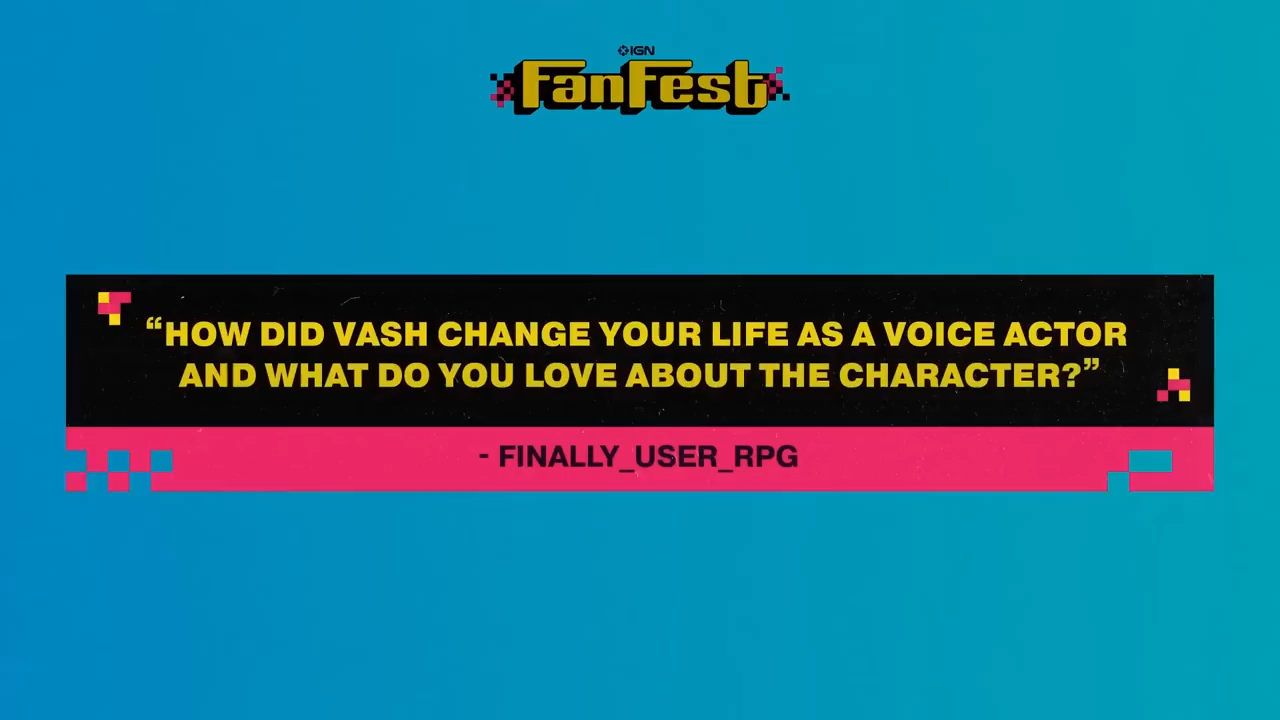 IGN
FanFest
“HOW DID VASH CHANGE YOUR LIFE AS A VOICE ACTOR
AND WHAT DO YOU LOVE ABOUT THE CHARACTER?”
- FINALLY_USER_RPG